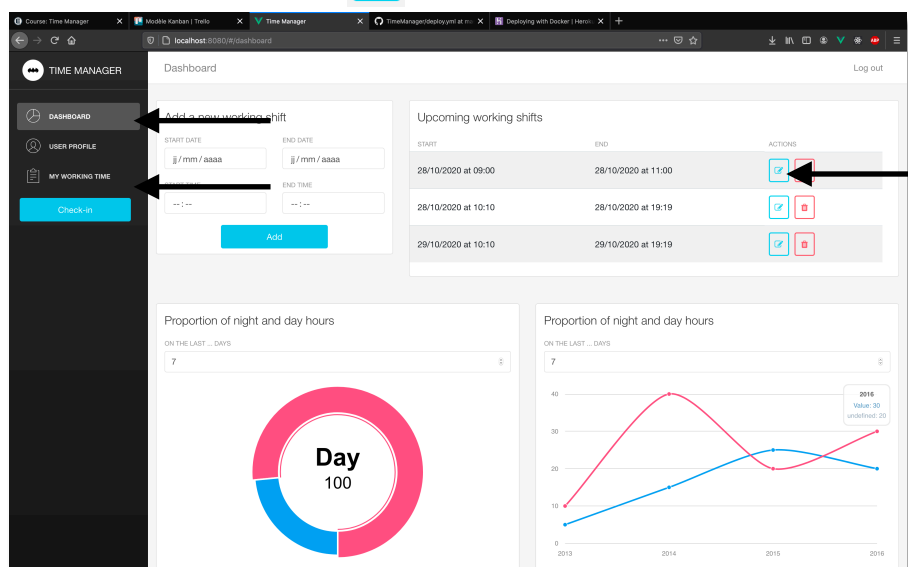 Course: Time Manager
Modèle Kanban | Trello
Time Manager
TimeManager/deploy.yml at ma
Deploying with Docker | Heroku
localhost:8080/#/dashboard
TIME MANAGER
Dashboard
Log out
DASHBOARD
USER PROFILE
MY WORKING TIME
Check-in
Add a new working shift
START DATE
END DATE
jj / mm / aaaa
jj / mm / aaaa
END TIME
-- : --
-- : --
Add
Upcoming working shifts
START
END
ACTIONS
28/10/2020 at 09:00
28/10/2020 at 11:00
28/10/2020 at 10:10
28/10/2020 at 19:19
29/10/2020 at 10:10
29/10/2020 at 19:19
Proportion of night and day hours
ON THE LAST ... DAYS
7
Day
100
Proportion of night and day hours
ON THE LAST ... DAYS
7
40
30
20
10
0
2013
2014
2015
2016
2016
Value: 30
undefined: 20
ABP